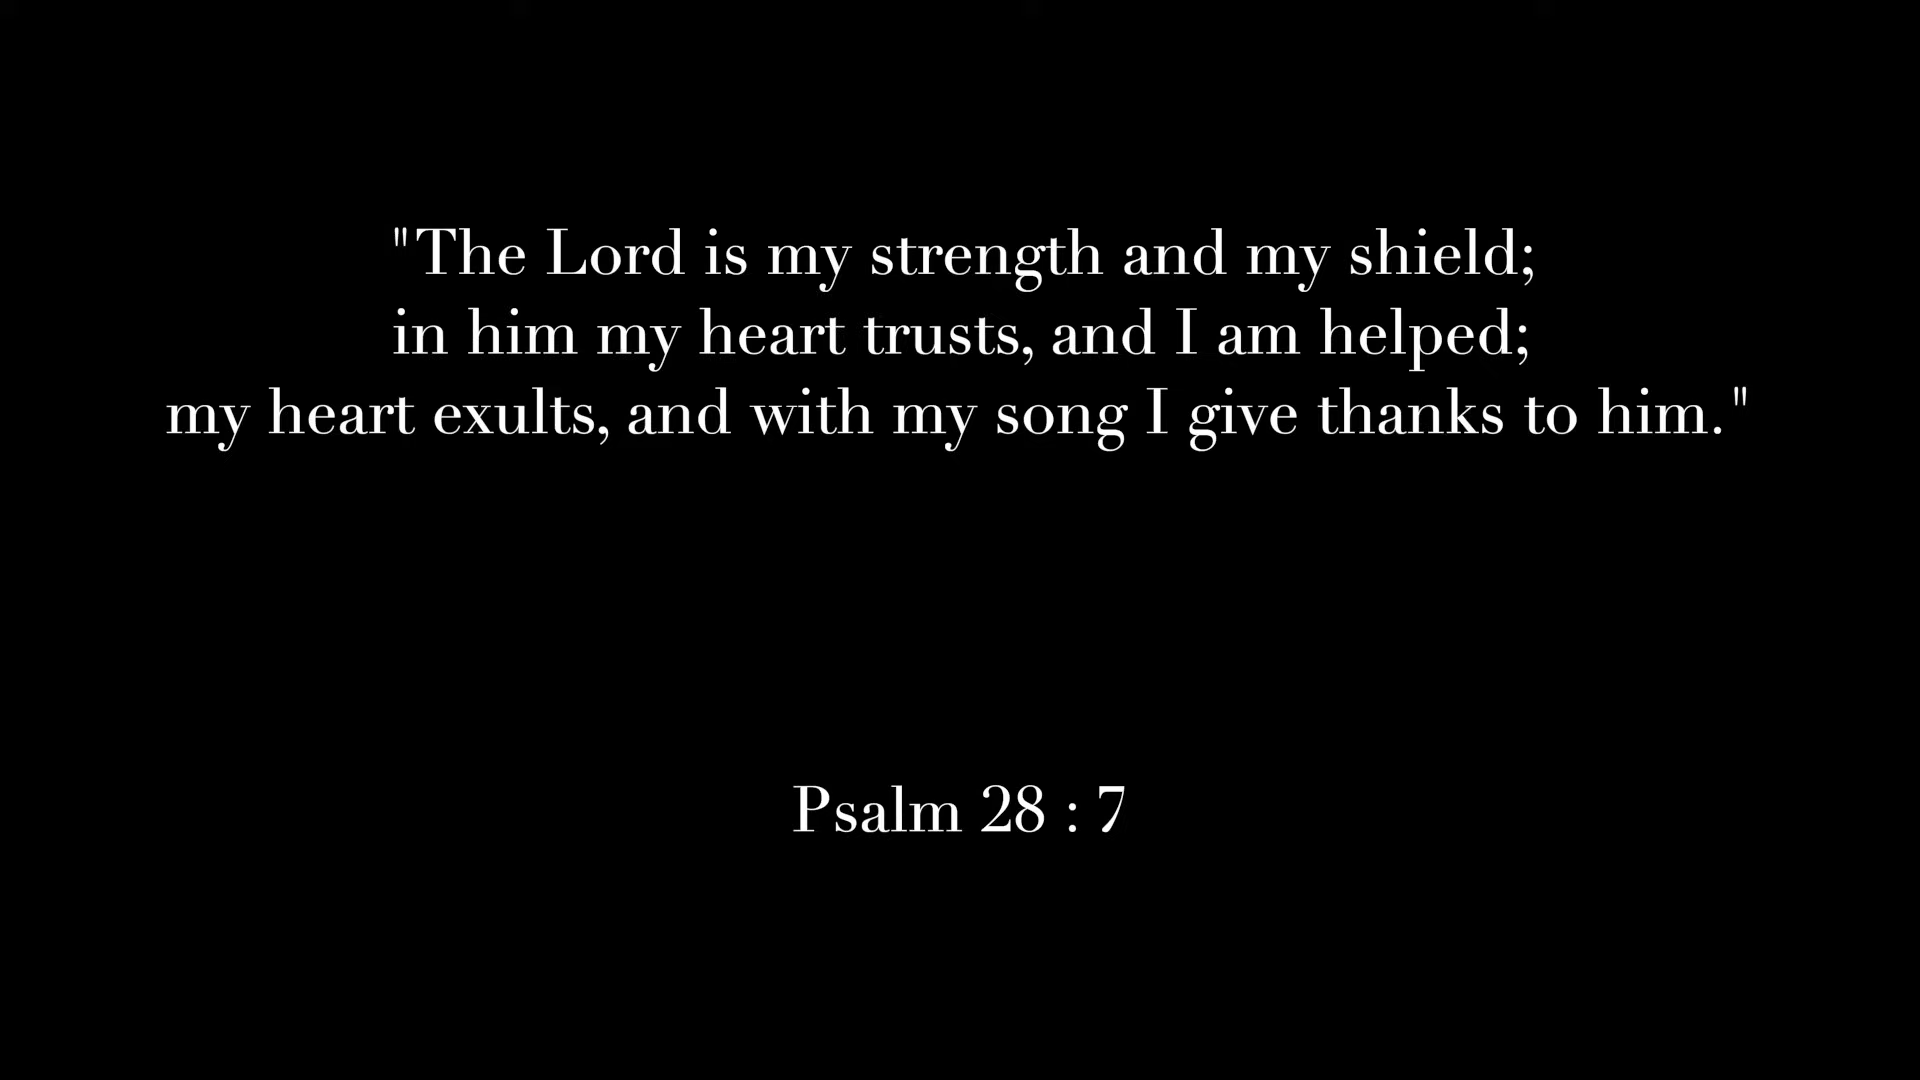 "The Lord is my strength and my shield;
in him my heart trusts, and I am helped;
my heart exults, and with my song I give thanks to him."
Psalm 28 : 7